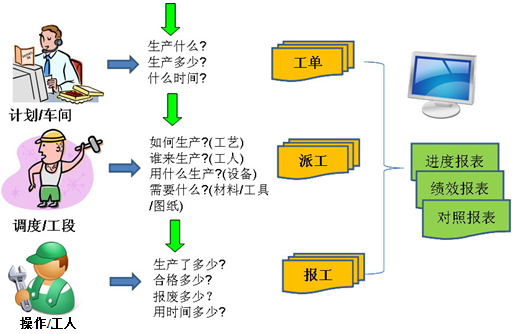 生产什么?
生产多少?
什么时间?
工单
计划/车间
如何生产?(工艺)
谁来生产?(工人)
用什么生产?(设备)
需要什么?(材料/工具
/图纸)
派工
进度报表
绩效报表
对照报表
调度/工段
生产了多少?
合格多少?
报废多少?
用时间多少?
报工
操作/工人